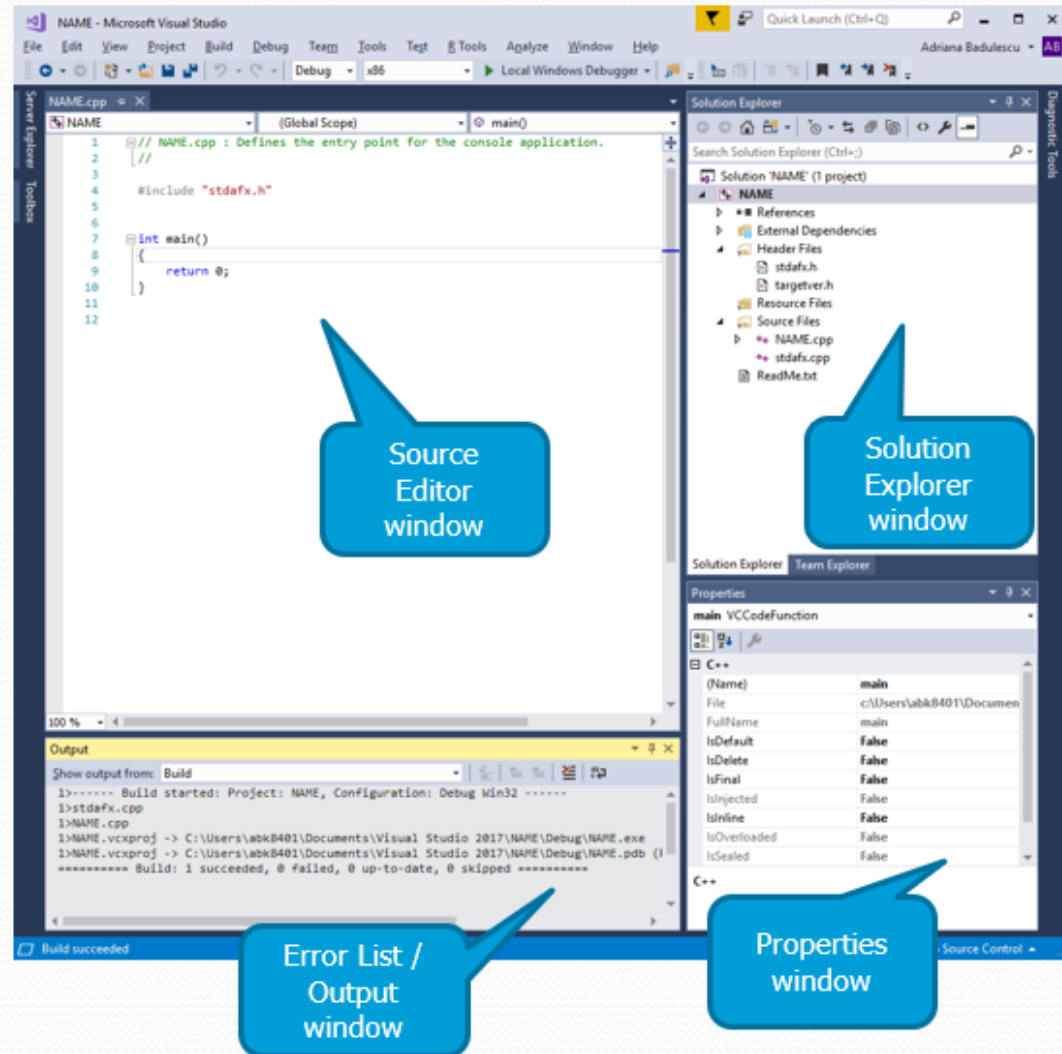 NAME - Microsoft Visual Studio
Quick Launch (Ctrl+Q)
File Edit View Project Build Debug Team Tools Test R Tools Analyze Window Help
Adriana Badulescu AB
Debug x86 Local Windows Debugger
Server Explorer
Toolbox
NAME.cpp
NAME (Global Scope) main()
1 // NAME.cpp : Defines the entry point for the console application.
2 //
3
4 #include "stdafx.h"
5
6
7 int main()
8 {
9 return 0;
10 }
11
12
Source
Editor
window
100 %
Output
Show output from: Build
1>------ Build started: Project: NAME, Configuration: Debug Win32 ------
1>stdafx.cpp
1>NAME.cpp
1>NAME.vcxproj -> C:\Users\abk8401\Documents\Visual Studio 2017\NAME\Debug\NAME.exe
1>NAME.vcxproj -> C:\Users\abk8401\Documents\Visual Studio 2017\NAME\Debug\NAME.pdb
========== Build: 1 succeeded, 0 failed, 0 up-to-date, 0 skipped ==========
Error List /
Output
window
Solution Explorer
Search Solution Explorer (Ctrl+;)
Solution 'NAME' (1 project)
NAME
References
External Dependencies
Header Files
stdafx.h
targetver.h
Resource Files
Source Files
NAME.cpp
stdafx.cpp
ReadMe.txt
Solution
Explorer
window
Solution Explorer Team Explorer
Properties
main VCCodeFunction
C++
(Name) main
File c:\Users\abk8401\Documen
FullName main
IsDefault False
IsDelete False
IsFinal False
IsInjected False
IsInline False
IsOverloaded False
IsSealed False
C++
Properties
window
Diagnostic Tools
Build succeeded
Source Control